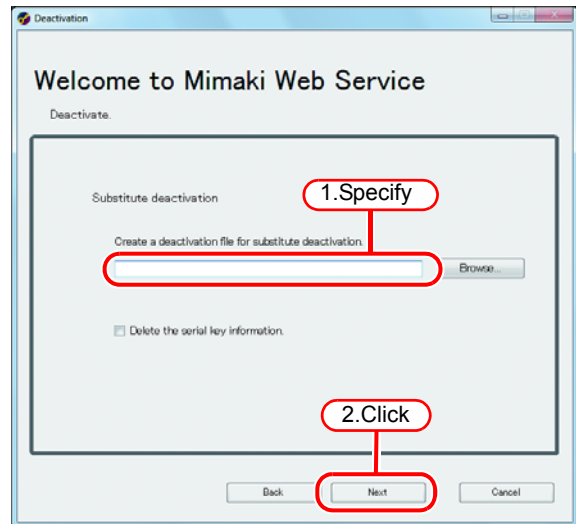 Deactivation
Welcome to Mimaki Web Service
Deactivate.
Substitute deactivation
1.Specify
Create a deactivation file for substitute deactivation.
Browse...
Delete the serial key information.
2.Click
Back Next Cancel